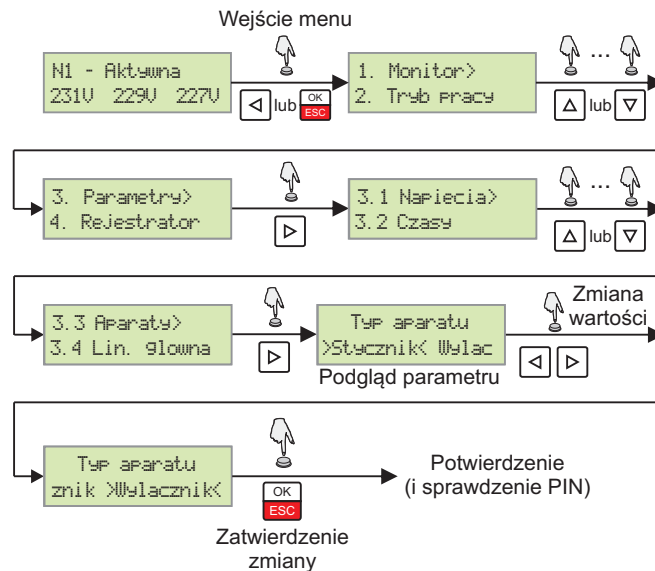 Wejście menu
N1 - Aktywna
231V 229V 227V
lub OK ESC
1. Monitor>
2. Tryb pracy
...
lub
3. Parametry>
4. Rejestrator
3.1 Napiecia>
3.2 Czasy
...
lub
3.3 Aparaty>
3.4 Lin. glowna
Typ aparatu
>Stycznik< Wylac
Podgląd parametru
Zmiana
wartości
Typ aparatu
znik >Wylacznik<
OK
ESC
Zatwierdzenie
zmiany
Potwierdzenie
(i sprawdzenie PIN)